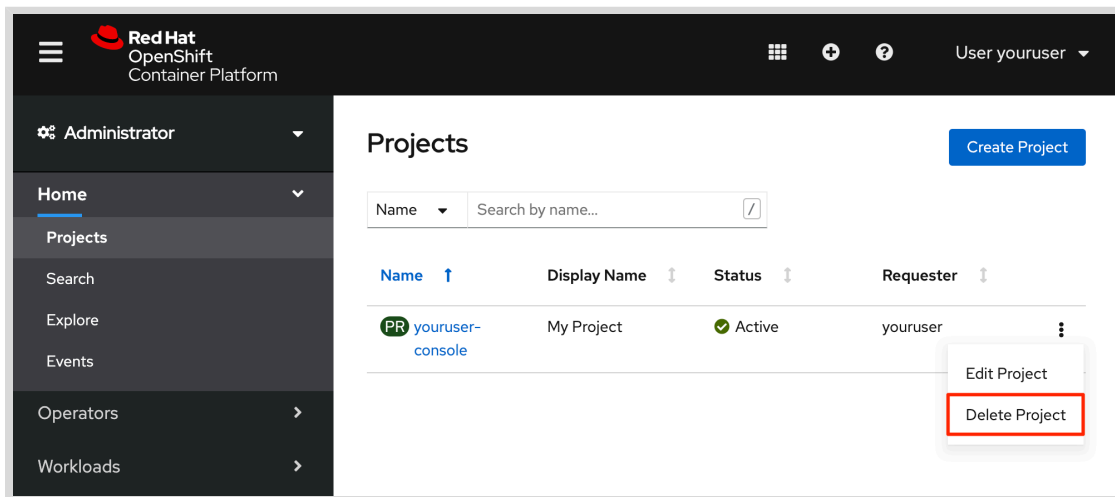 Red Hat
OpenShift
Container Platform
User youruser
Administrator
Home
Projects
Search
Explore
Events
Operators
Workloads
Projects
Create Project
Name
Search by name...
/
Name
Display Name
Status
Requester
PR youruser-
console
My Project
Active
youruser
Edit Project
Delete Project